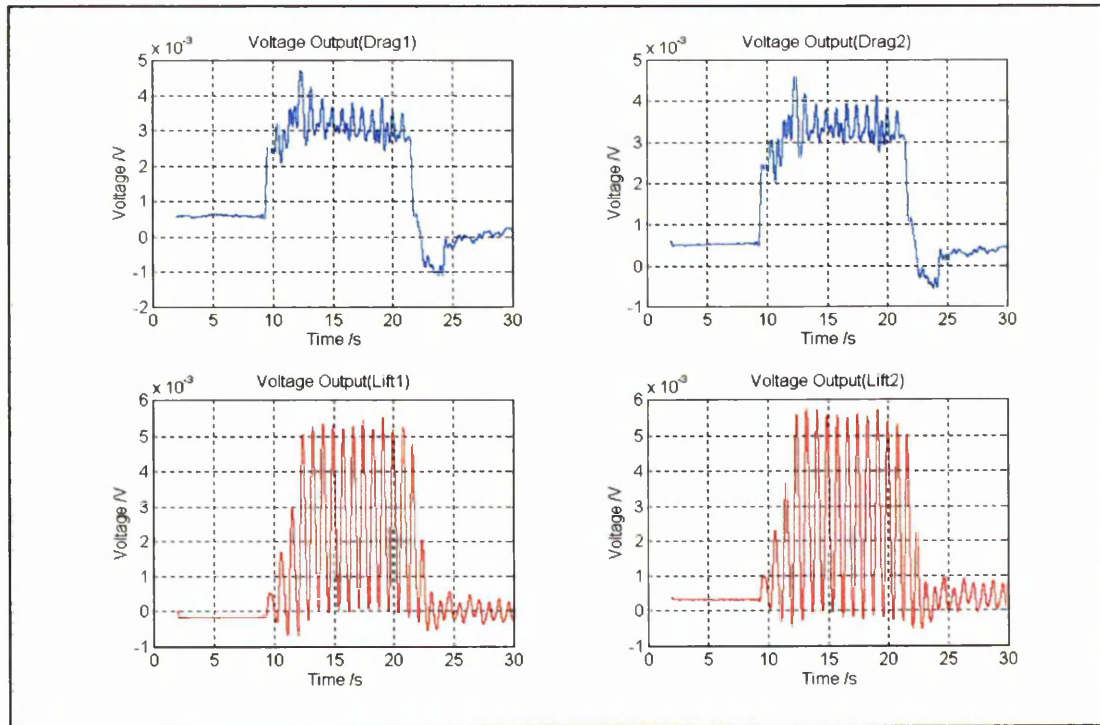 Voltage Output(Drag1)
x 10⁻³
5
4
3
2
1
0
-1
-2
Voltage /V
0 5 10 15 20 25 30
Time /s
Voltage Output(Drag2)
x 10⁻³
5
4
3
2
1
0
-1
Voltage /V
0 5 10 15 20 25 30
Time /s
Voltage Output(Lift1)
x 10⁻³
6
5
4
3
2
1
0
-1
Voltage /V
0 5 10 15 20 25 30
Time /s
Voltage Output(Lift2)
x 10⁻³
6
5
4
3
2
1
0
-1
Voltage /V
0 5 10 15 20 25 30
Time /s